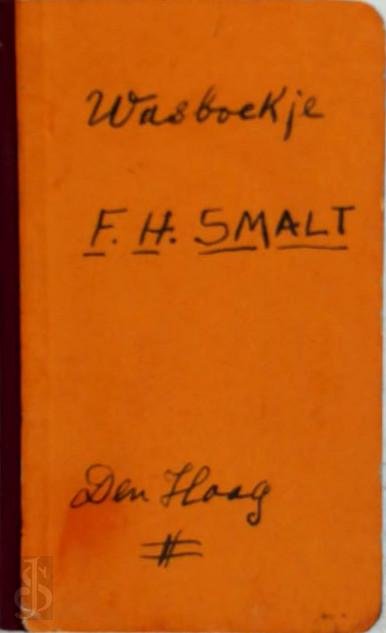 Wasboekje
F. H. SMALT
Den Haag